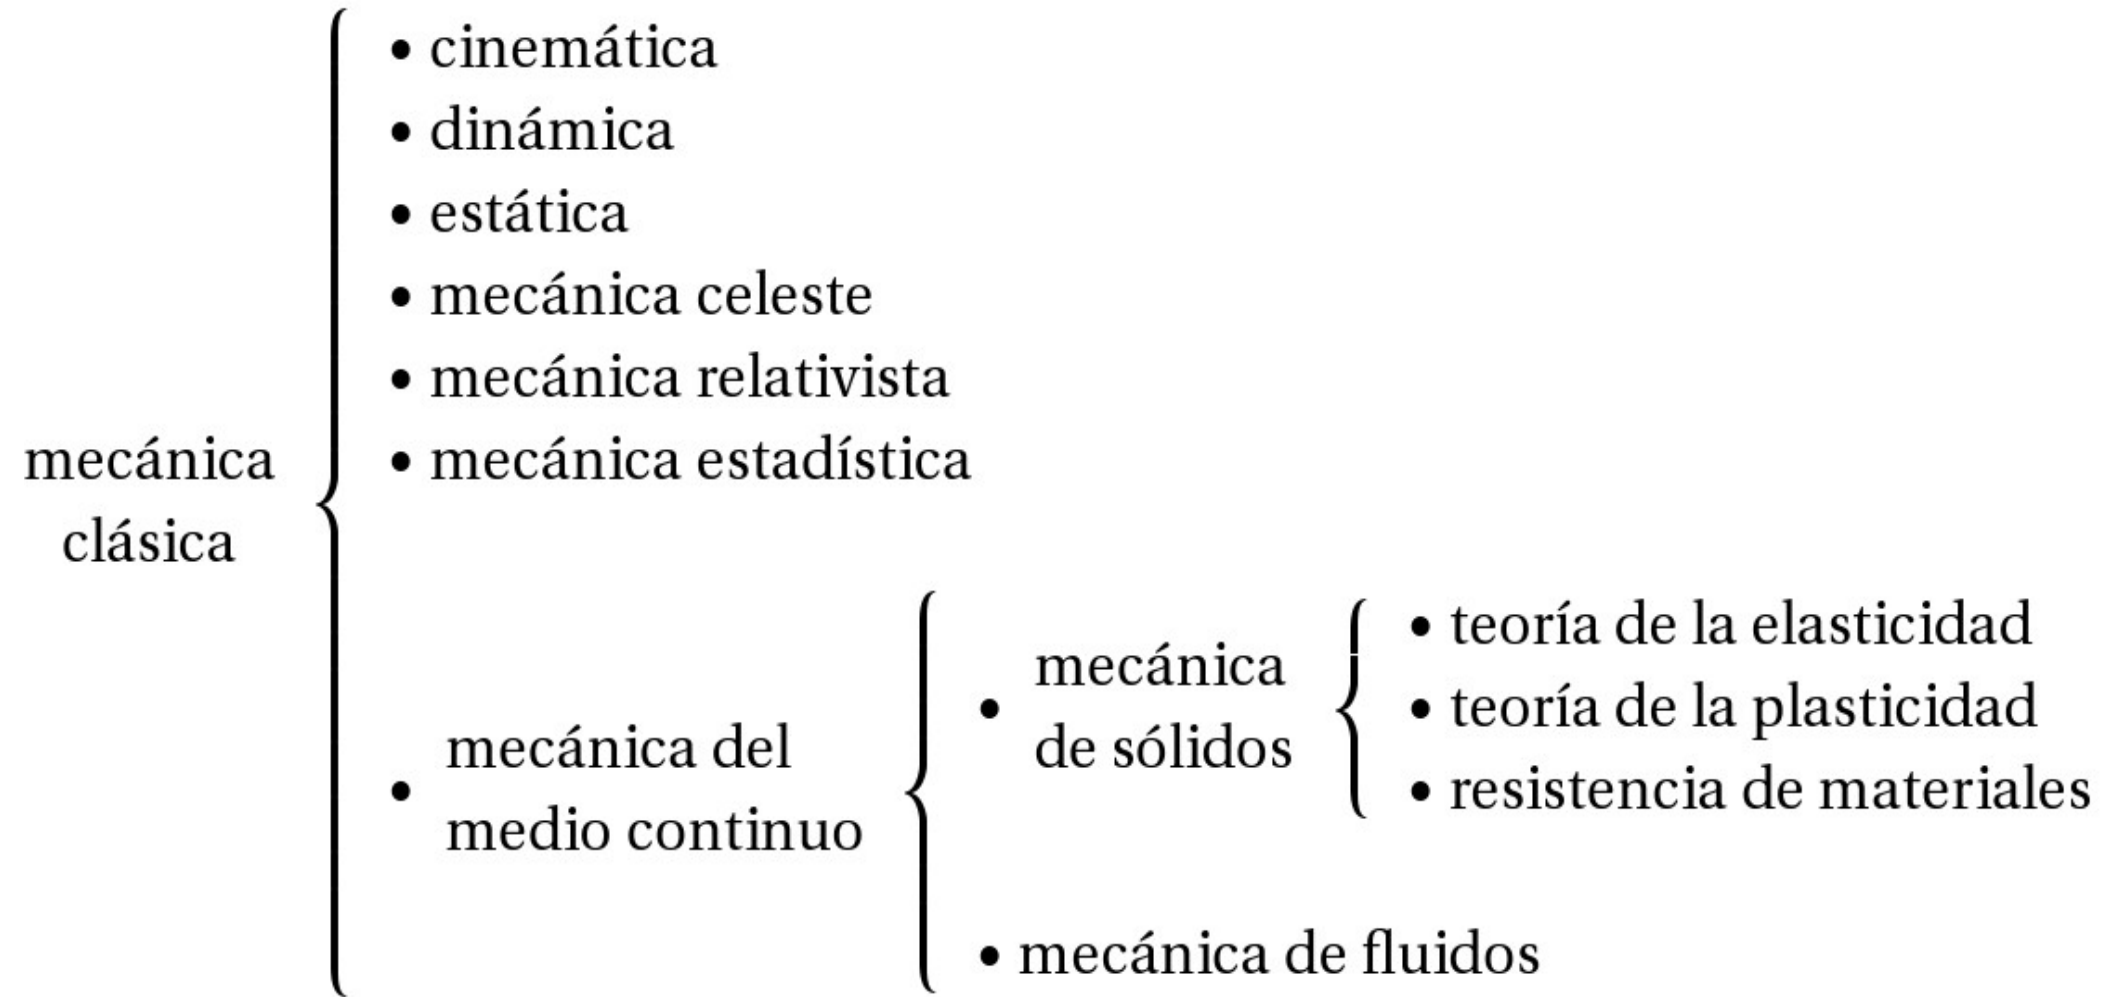 mecánica
clásica
• cinemática
• dinámica
• estática
• mecánica celeste
• mecánica relativista
• mecánica estadística
• mecánica del
medio continuo
• mecánica
de sólidos
• teoría de la elasticidad
• teoría de la plasticidad
• resistencia de materiales
• mecánica de fluidos